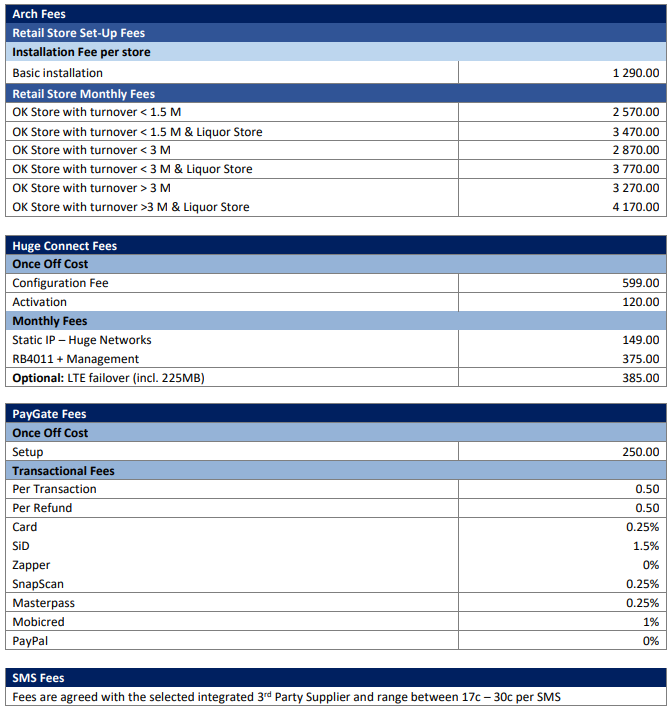 Arch Fees
Retail Store Set-Up Fees
Installation Fee per store
Basic installation 1 290.00
Retail Store Monthly Fees
OK Store with turnover < 1.5 M 2 570.00
OK Store with turnover < 1.5 M & Liquor Store 3 470.00
OK Store with turnover < 3 M 2 870.00
OK Store with turnover < 3 M & Liquor Store 3 770.00
OK Store with turnover > 3 M 3 270.00
OK Store with turnover >3 M & Liquor Store 4 170.00
Huge Connect Fees
Once Off Cost
Configuration Fee 599.00
Activation 120.00
Monthly Fees
Static IP – Huge Networks 149.00
RB4011 + Management 375.00
Optional: LTE failover (incl. 225MB) 385.00
PayGate Fees
Once Off Cost
Setup 250.00
Transactional Fees
Per Transaction 0.50
Per Refund 0.50
Card 0.25%
SiD 1.5%
Zapper 0%
SnapScan 0.25%
Masterpass 0.25%
Mobicred 1%
PayPal 0%
SMS Fees
Fees are agreed with the selected integrated 3rd Party Supplier and range between 17c – 30c per SMS